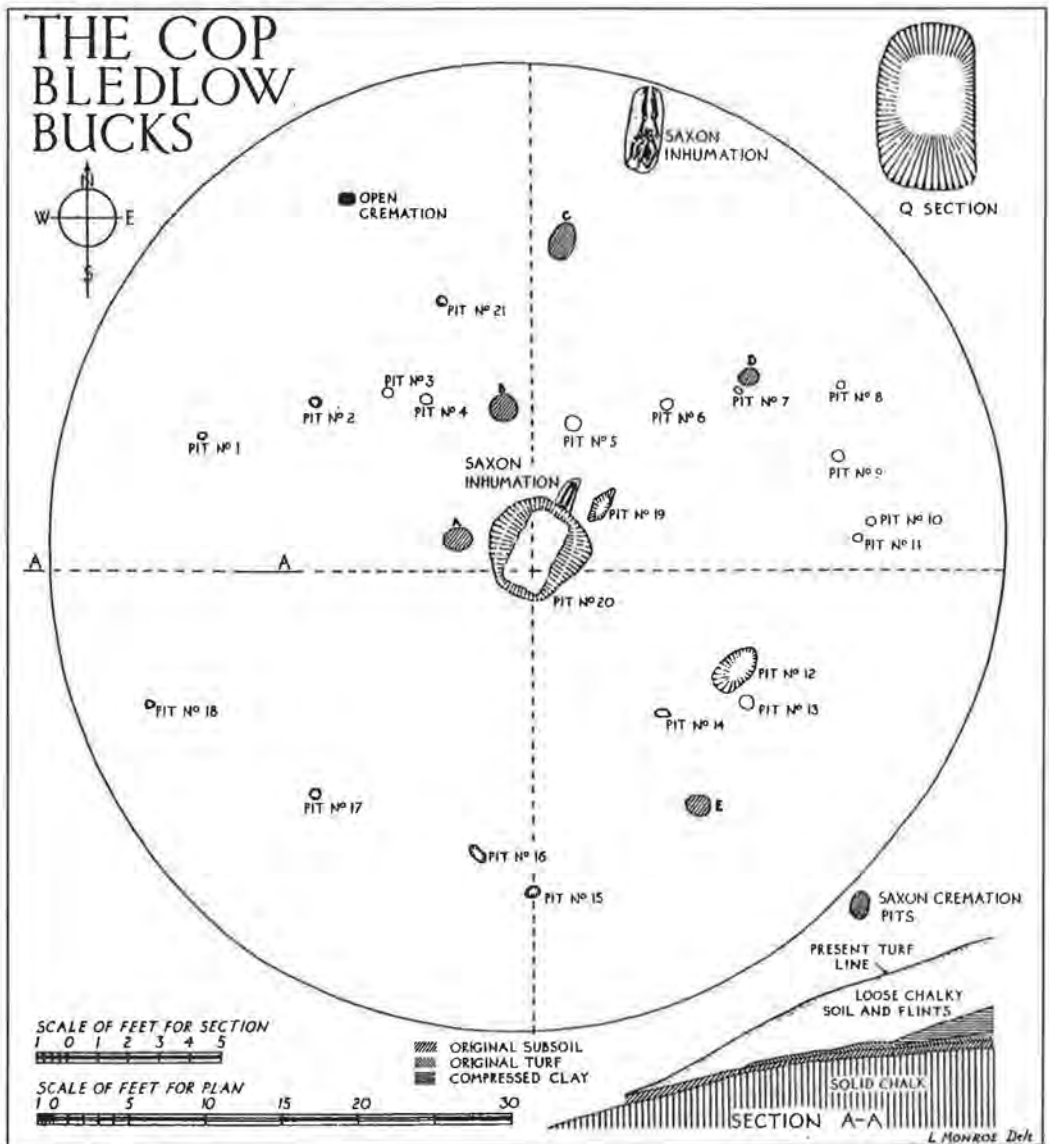 THE COP
BLEDLOW
BUCKS
N
W E
S
SAXON
INHUMATION
Q SECTION
OPEN
CREMATION
C
PIT Nº 21
D
PIT Nº 3
PIT Nº 2
PIT Nº 4
B
PIT Nº 6
PIT Nº 7
PIT Nº 8
PIT Nº 1
PIT Nº 5
SAXON
INHUMATION
PIT Nº 9
A
PIT Nº 19
PIT Nº 10
PIT Nº 11
A A
PIT Nº 20
PIT Nº 12
PIT Nº 18
PIT Nº 14
PIT Nº 13
PIT Nº 17
E
PIT Nº 16
PIT Nº 15
SAXON CREMATION
PITS
PRESENT TURF
LINE
LOOSE CHALKY
SOIL AND FLINTS
SCALE OF FEET FOR SECTION
1 0 1 2 3 4 5
ORIGINAL SUBSOIL
ORIGINAL TURF
COMPRESSED CLAY
SCALE OF FEET FOR PLAN
10 5 10 15 20 25 30
SOLID CHALK
SECTION A-A
L. MONROE Delt.